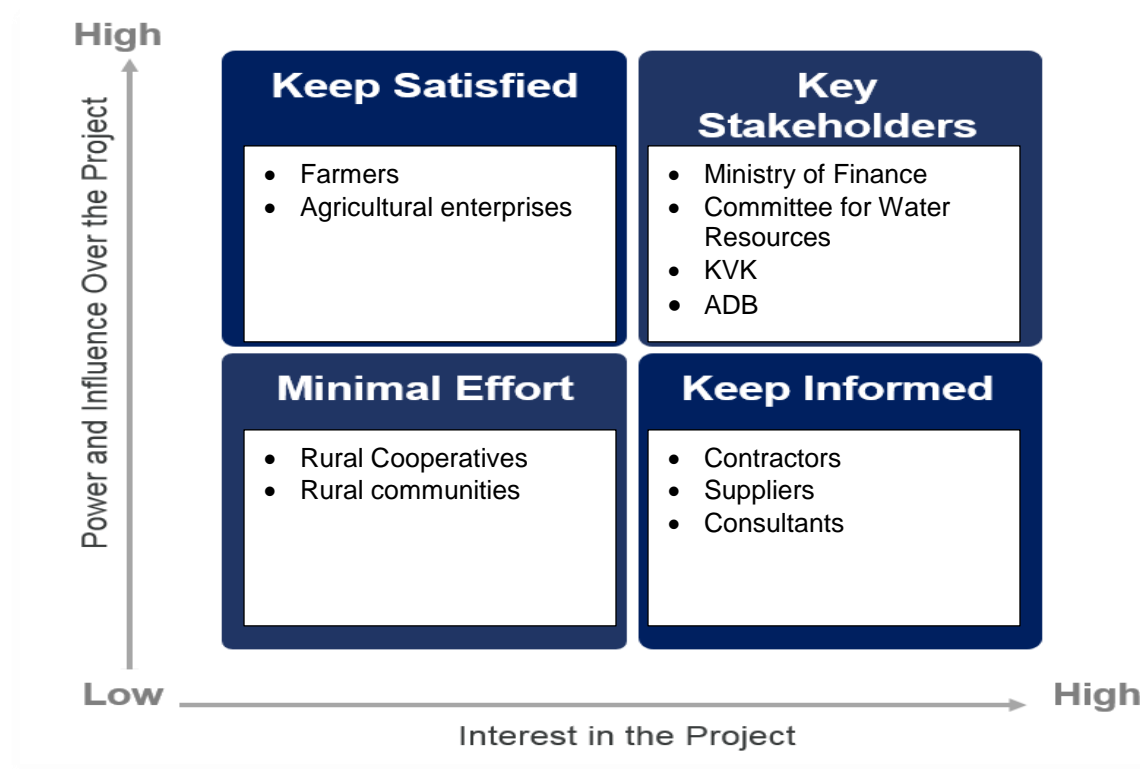 High
Power and Influence Over the Project
Keep Satisfied
• Farmers
• Agricultural enterprises
Key
Stakeholders
• Ministry of Finance
• Committee for Water
Resources
• KVK
• ADB
Minimal Effort
• Rural Cooperatives
• Rural communities
Keep Informed
• Contractors
• Suppliers
• Consultants
Low
High
Interest in the Project